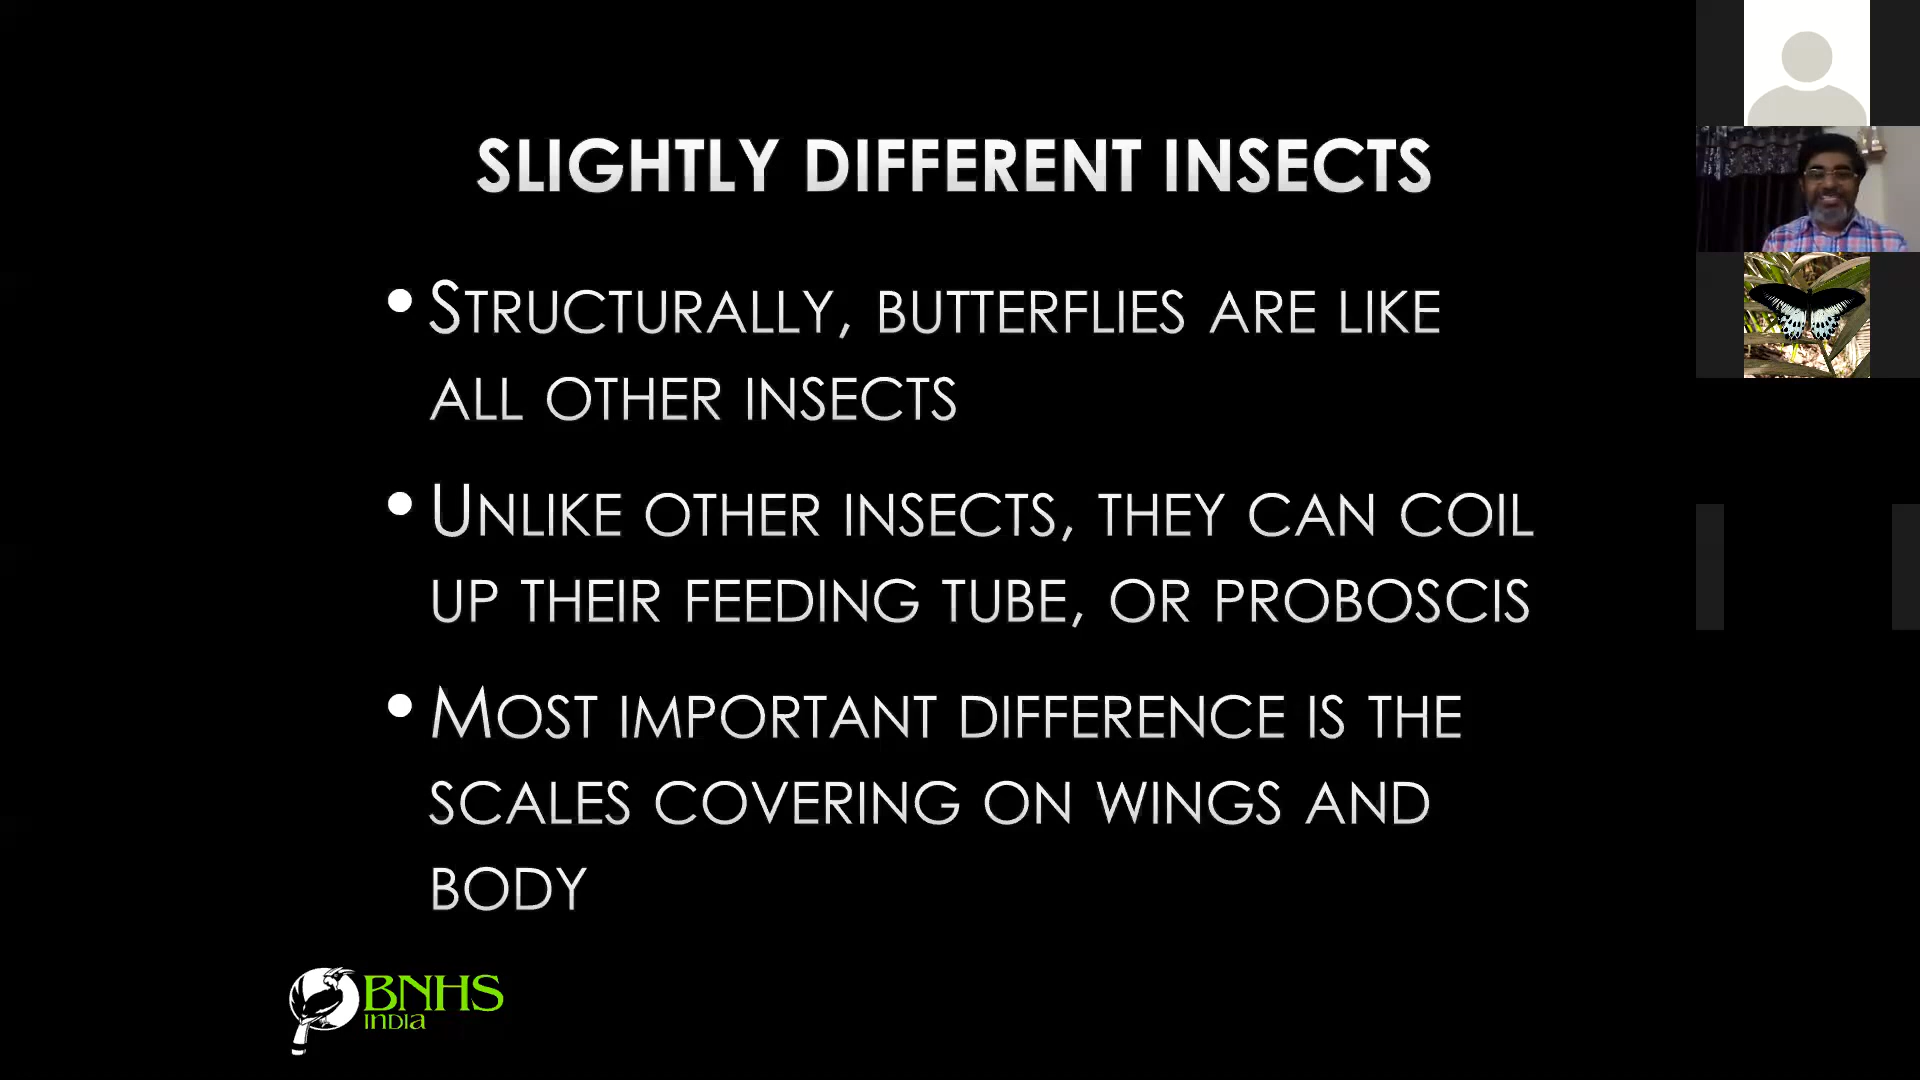 SLIGHTLY DIFFERENT INSECTS
• STRUCTURALLY, BUTTERFLIES ARE LIKE
ALL OTHER INSECTS
• UNLIKE OTHER INSECTS, THEY CAN COIL
UP THEIR FEEDING TUBE, OR PROBOSCIS
• MOST IMPORTANT DIFFERENCE IS THE
SCALES COVERING ON WINGS AND
BODY
BNHS
INDIA